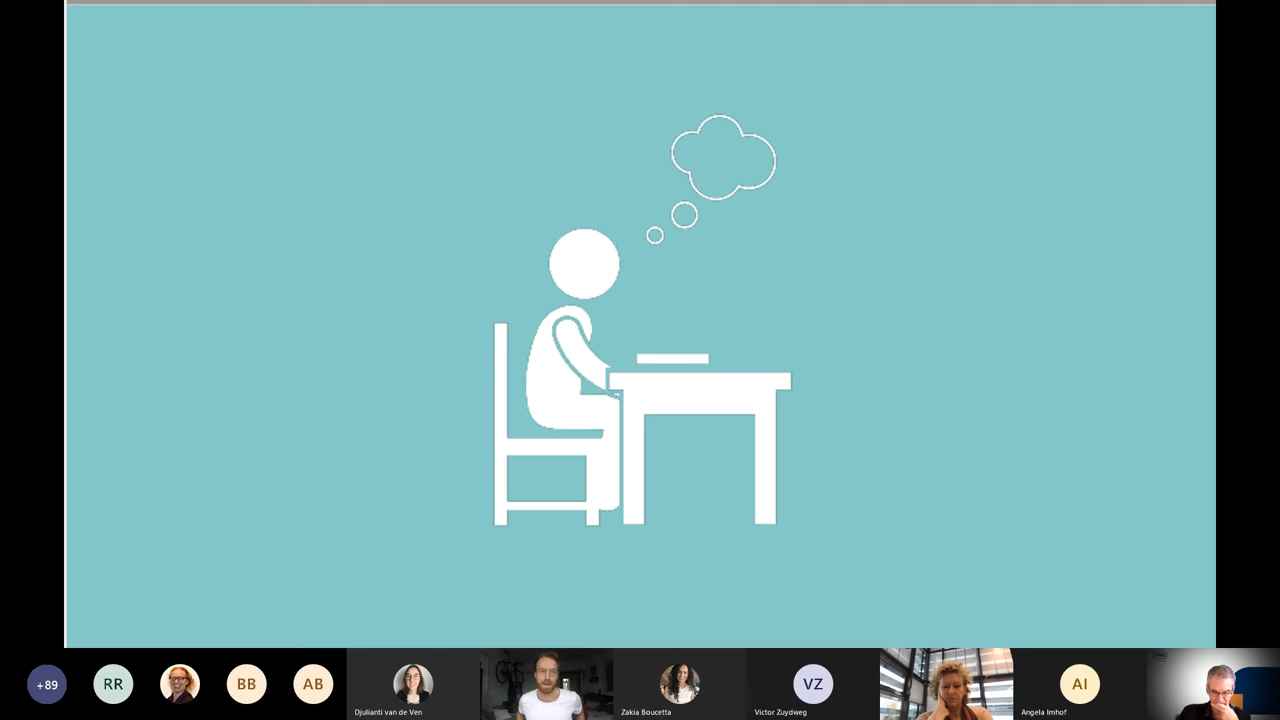 +89
RR
BB
AB
Djulianti van de Ven
Zakia Boucetta
VZ
Victor Zuydweg
AI
Angela Imhof